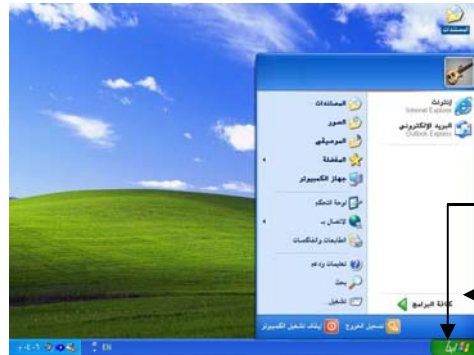 المستندات
إنترنت
Internet Explorer
البريد الإلكتروني
Outlook Express
كافة البرامج
المستندات
الصور
الموسيقى
المفضلة
جهاز الكمبيوتر
لوحة التحكم
الاتصال بـ
الطابعات والفاكسات
تعليمات ودعم
بحث
تشغيل...
تسجيل الخروج
إيقاف تشغيل الكمبيوتر
ابدأ
EN